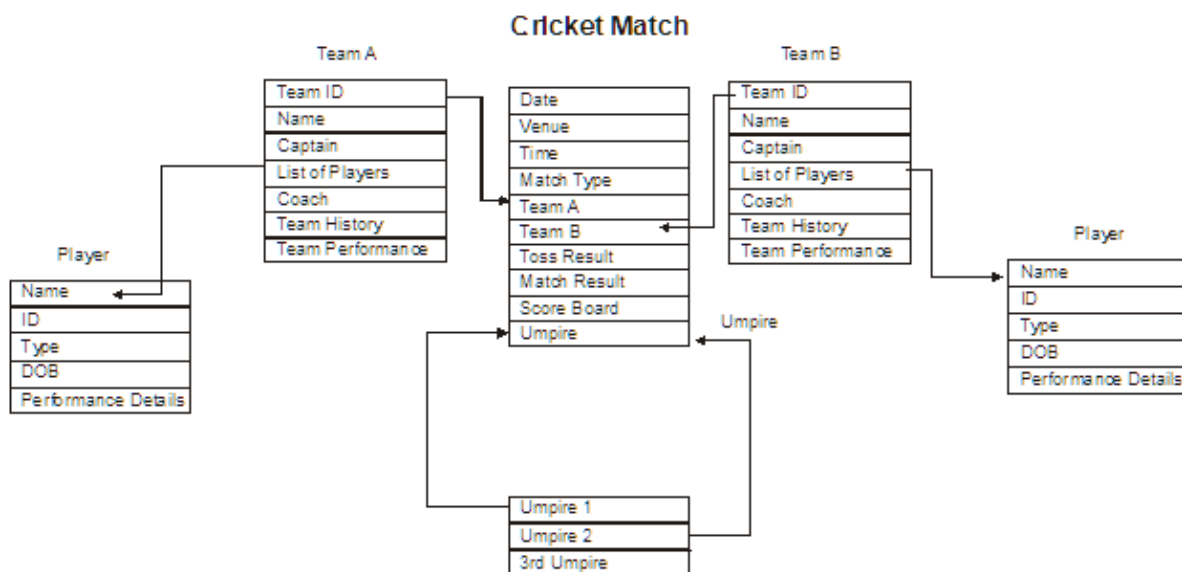 Cricket Match
Team A
Team ID
Name
Captain
List of Players
Coach
Team History
Team Performance
Date
Venue
Time
Match Type
Team A
Team B
Toss Result
Match Result
Score Board
Umpire
Team B
Team ID
Name
Captain
List of Players
Coach
Team History
Team Performance
Player
Name
ID
Type
DOB
Performance Details
Umpire
Player
Name
ID
Type
DOB
Performance Details
Umpire 1
Umpire 2
3rd Umpire